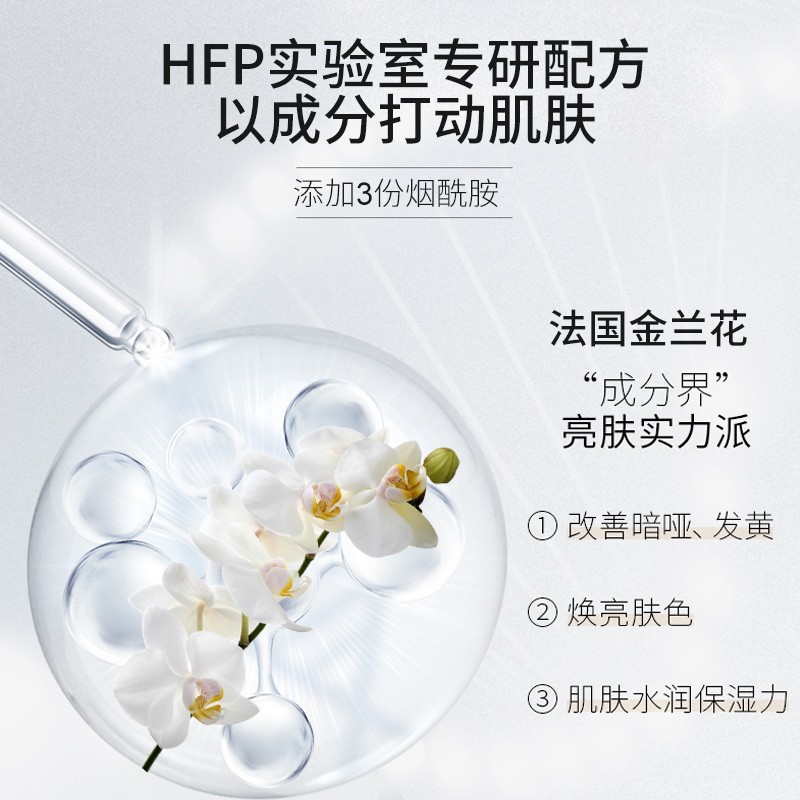 HFP实验室专研配方
以成分打动肌肤
添加3份烟酰胺
法国金兰花
“成分界”
亮肤实力派
① 改善暗哑、发黄
② 焕亮肤色
③ 肌肤水润保湿力